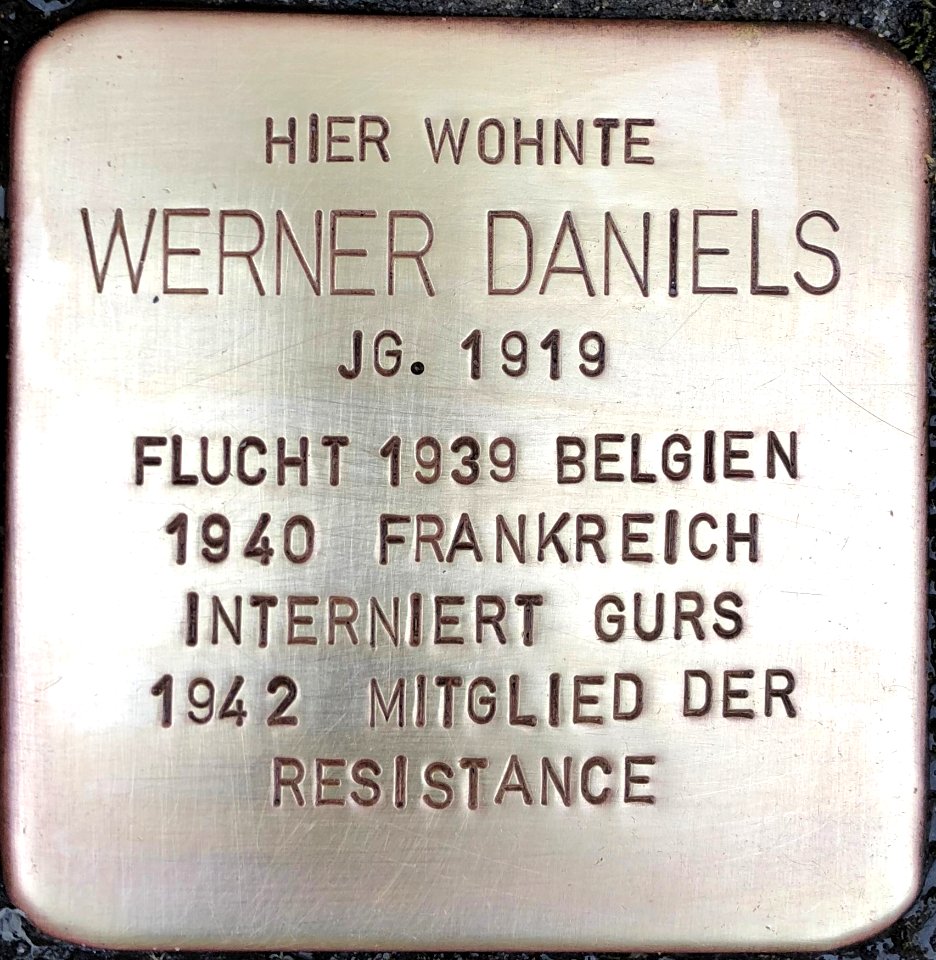 HIER WOHNTE
WERNER DANIELS
JG. 1919
FLUCHT 1939 BELGIEN
1940 FRANKREICH
INTERNIERT GURS
1942 MITGLIED DER
RESISTANCE